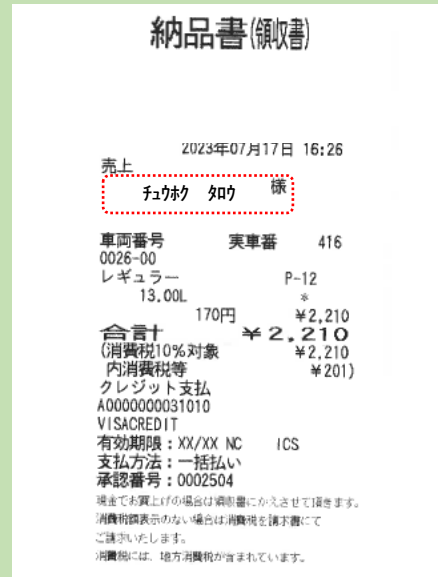 納品書(領収書)
2023年07月17日 16:26
売上
ﾁｭｳﾎｸ ﾀﾛｳ 様
車両番号 実車番 416
0026-00
レギュラー P-12
13.00L *
170円 ¥2,210
合計 ¥2,210
(消費税10%対象 ¥2,210
内消費税等 ¥201)
クレジット支払
A0000000031010
VISACREDIT
有効期限:XX/XX NC ICS
支払方法:一括払い
承認番号:0002504
現金でお買上げの場合は領収書にかえさせて頂きます。
消費税額表示のない場合は消費税を請求書にて
ご請求いたします。
消費税には、地方消費税が含まれています。